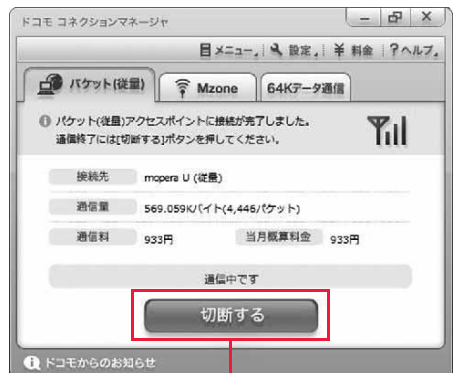 ドコモ コネクションマネージャ
メニュー 設定 ¥ 料金 ?ヘルプ
パケット(従量) Mzone 64Kデータ通信
パケット(従量)アクセスポイントに接続が完了しました。
通信終了には[切断する]ボタンを押してください。
接続先 mopera U (従量)
通信量 569.059Kバイト(4,446パケット)
通信料 933円 当月概算料金 933円
通信中です
切断する
ドコモからのお知らせ